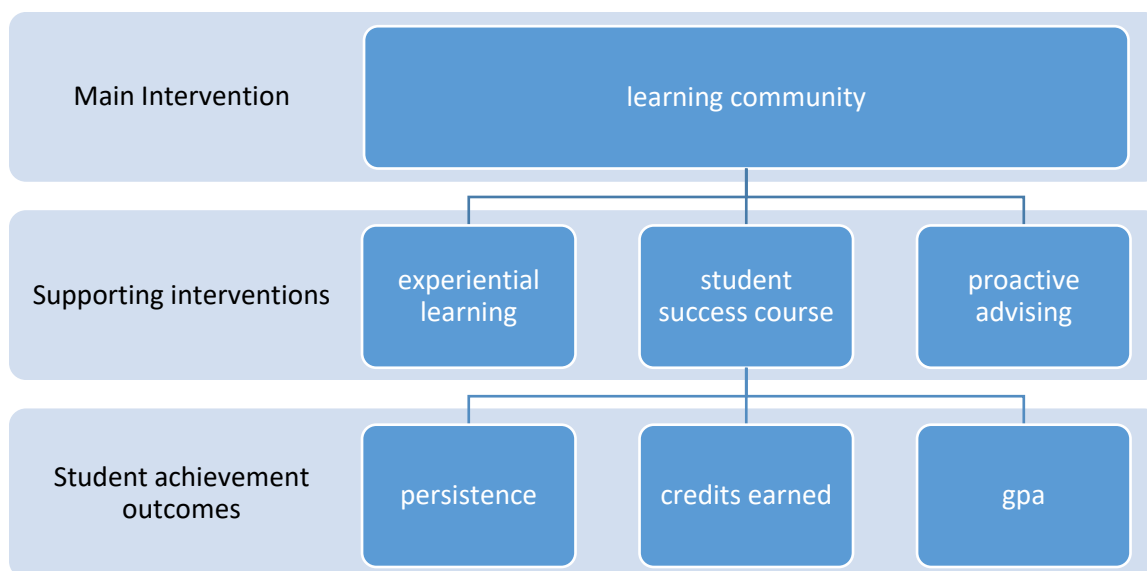 Main Intervention
learning community
Supporting interventions
experiential
learning
student
success course
proactive
advising
Student achievement
outcomes
persistence
credits earned
gpa